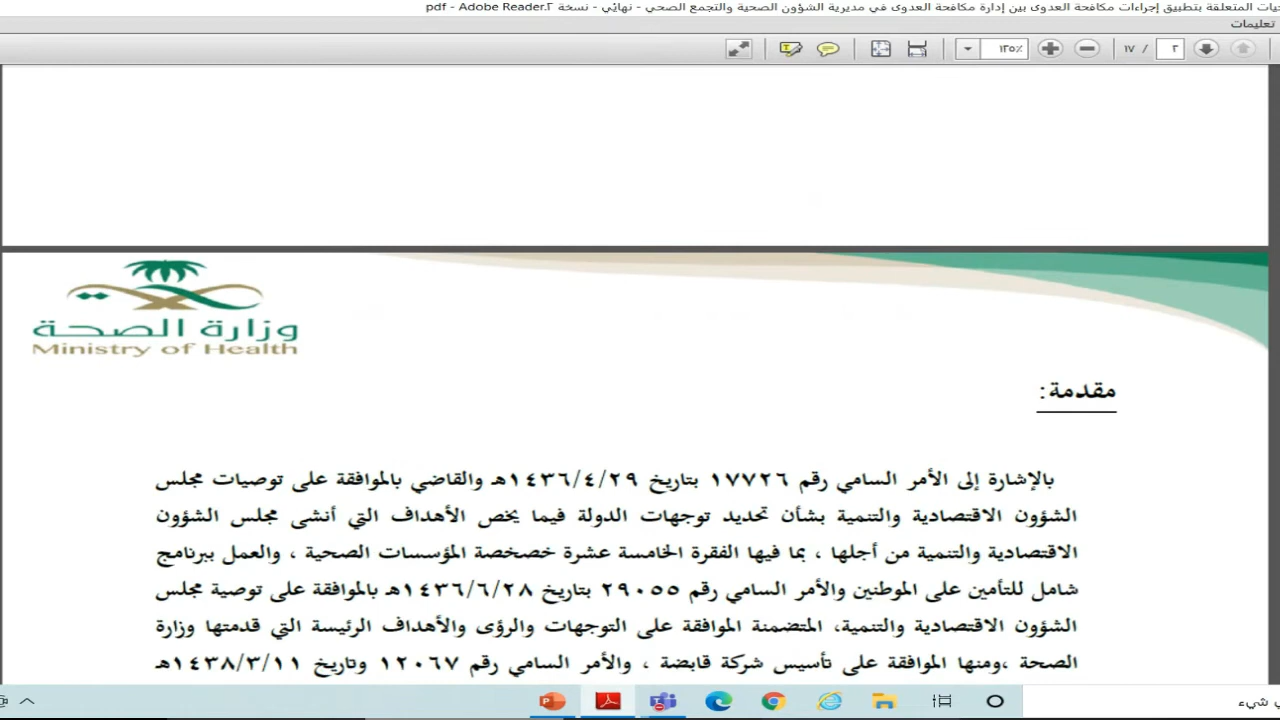 حيات المتعلقة بتطبيق إجراءات مكافحة العدوى بين إدارة مكافحة العدوى في مديرية الشؤون الصحية والتجمع الصحي - نهائي - نسخة ٢.pdf - Adobe Reader
تعليمات
٢ / ١٧
١٢٥٪
وزارة الصحة
Ministry of Health
مقدمة:
بالإشارة إلى الأمر السامي رقم ١٧٧٢٦ بتاريخ ١٤٣٦/٤/٢٩هـ والقاضي بالموافقة على توصيات مجلس
الشؤون الاقتصادية والتنمية بشأن تحديد توجهات الدولة فيما يخص الأهداف التي أنشى مجلس الشؤون
الاقتصادية والتنمية من أجلها ، بما فيها الفقرة الخامسة عشرة خصخصة المؤسسات الصحية ، والعمل ببرنامج
شامل للتأمين على الموطنين والأمر السامي رقم ٢٩٠٥٥ بتاريخ ١٤٣٦/٦/٢٨هـ بالموافقة على توصية مجلس
الشؤون الاقتصادية والتنمية، المتضمنة الموافقة على التوجهات والرؤى والأهداف الرئيسة التي قدمتها وزارة
الصحة ،ومنها الموافقة على تأسيس شركة قابضة ، والأمر السامي رقم ١٢٠٦٧ وتاريخ ١٤٣٨/٣/١١هـ
ي شيء